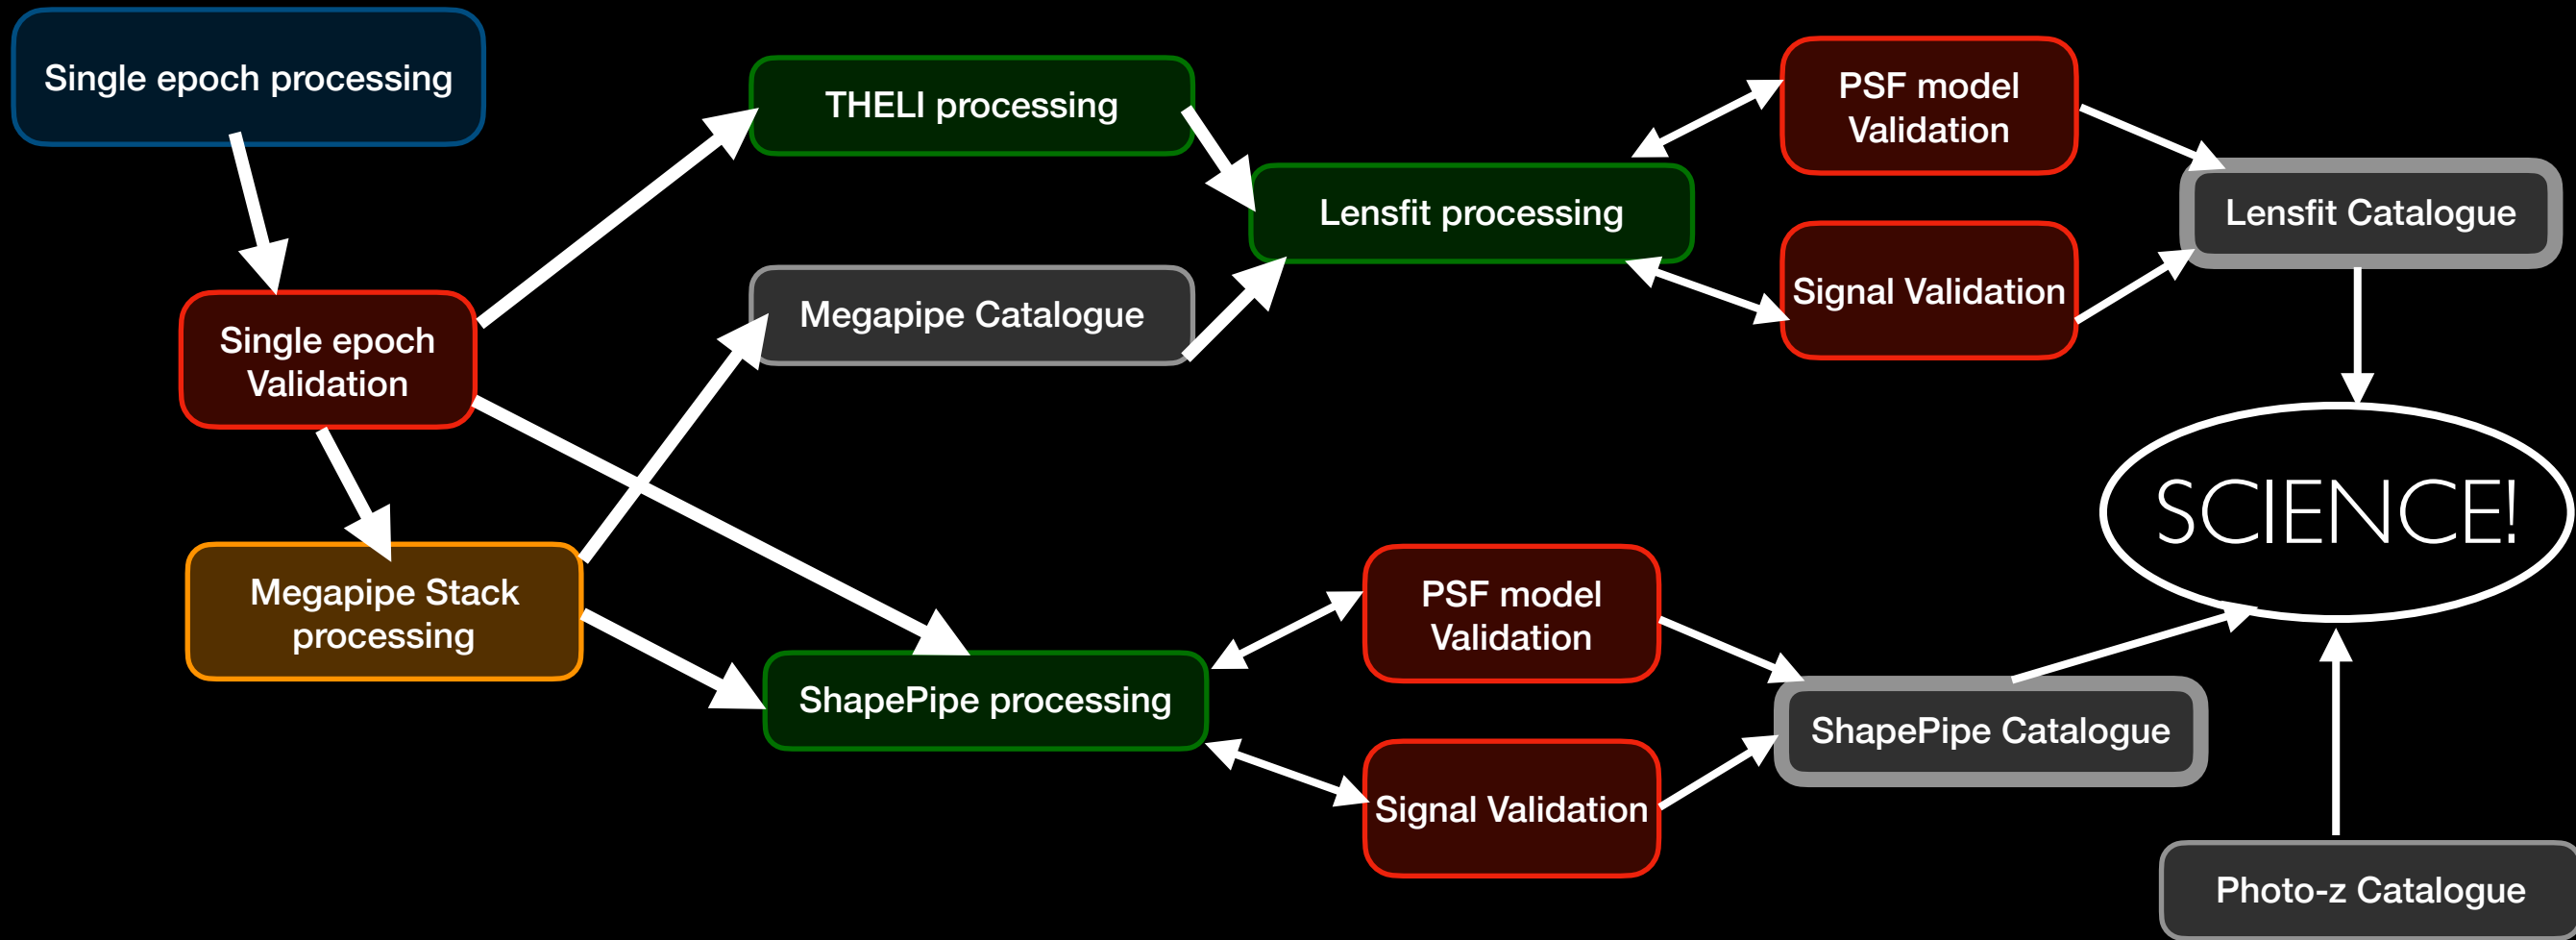 Single epoch processing
THELI processing
PSF model
Validation
Lensfit processing
Lensfit Catalogue
Megapipe Catalogue
Signal Validation
Single epoch
Validation
SCIENCE!
Megapipe Stack
processing
PSF model
Validation
ShapePipe processing
ShapePipe Catalogue
Signal Validation
Photo-z Catalogue